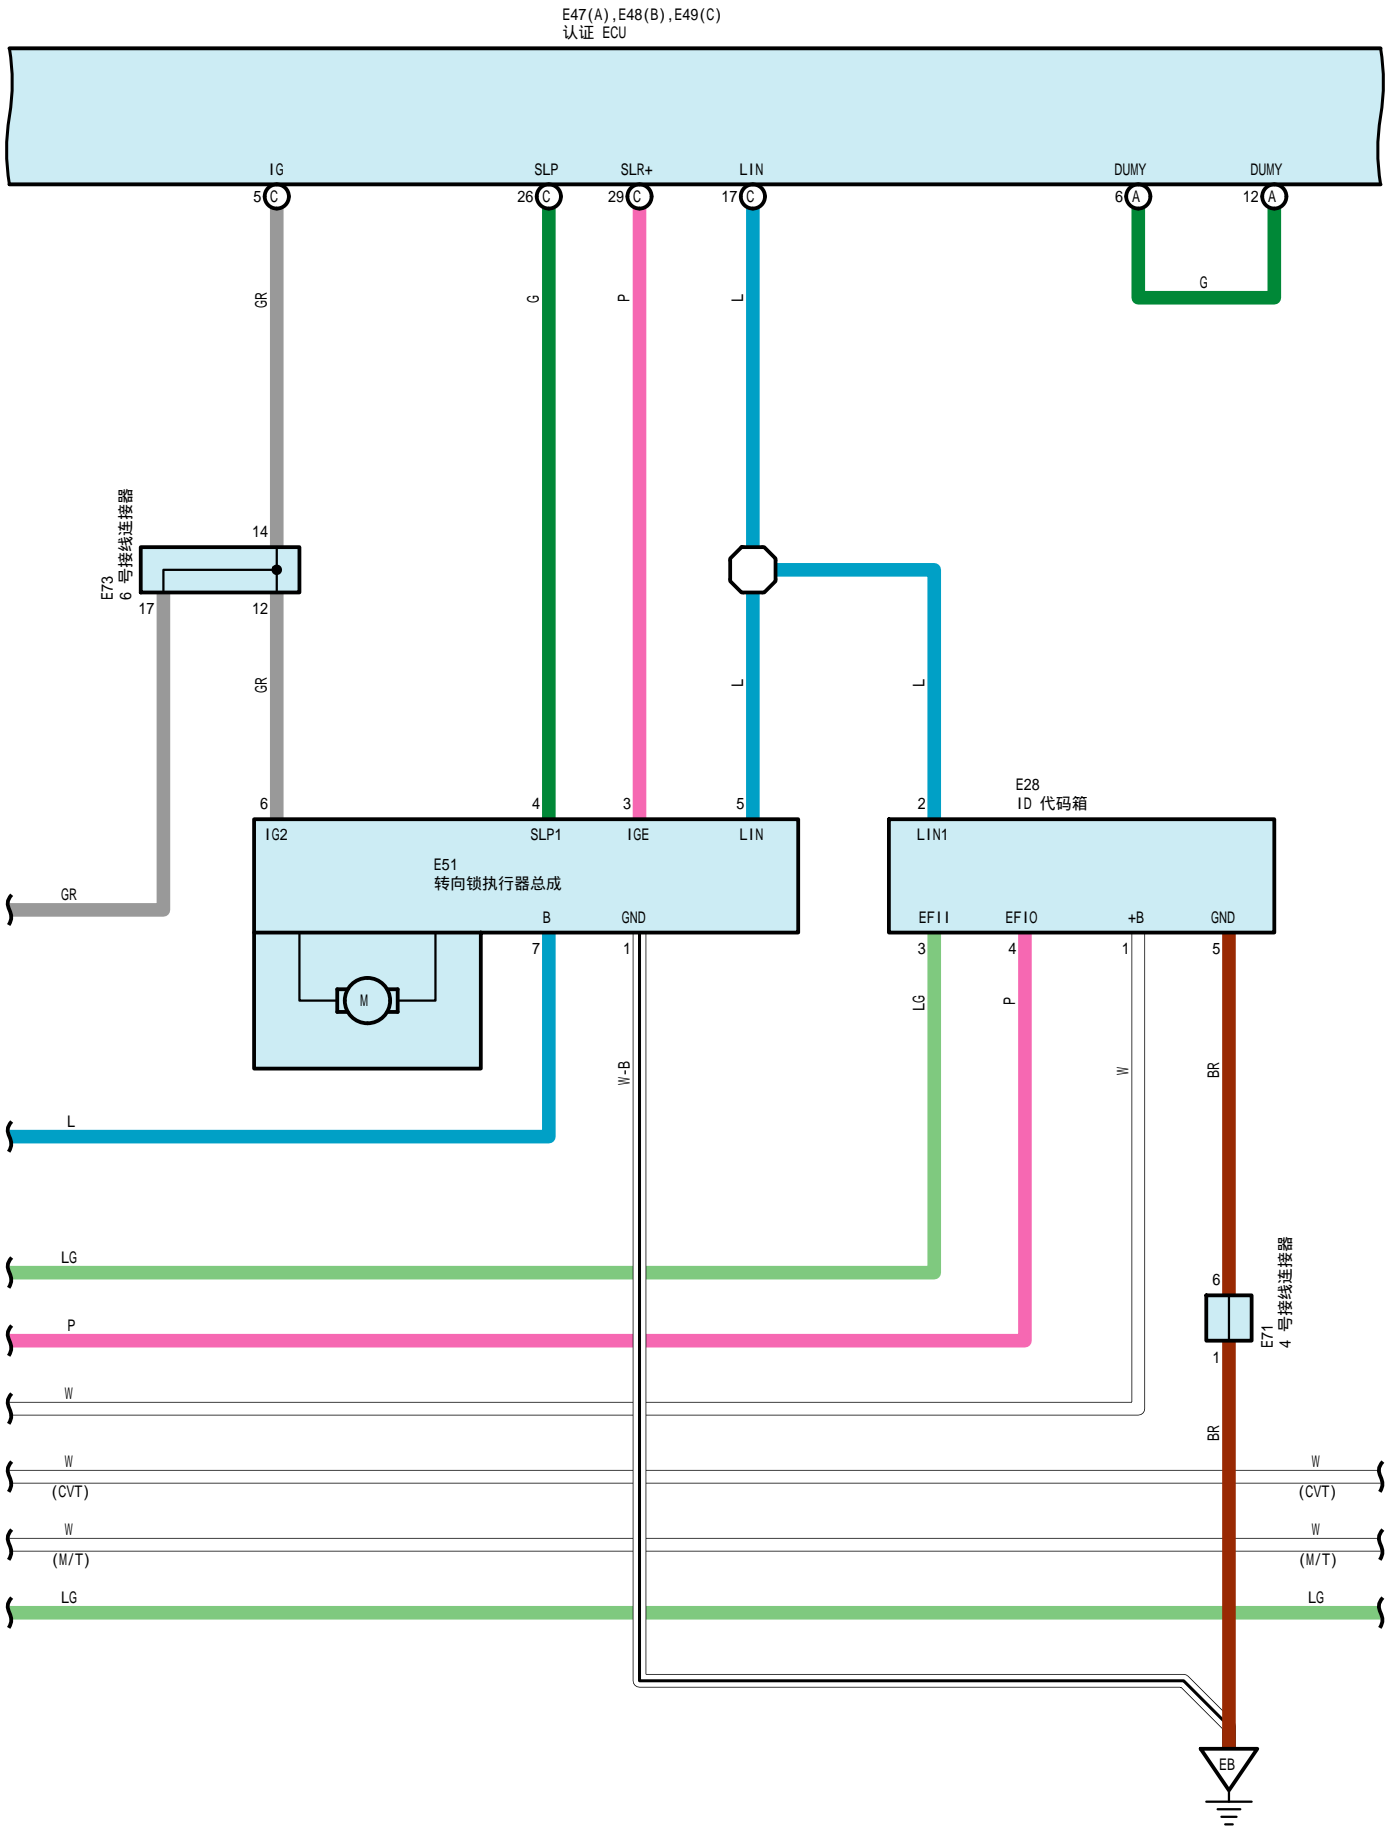 E47(A),E48(B),E49(C)
认证 ECU
IG
SLP
SLR+
LIN
DUMY
DUMY
5 C
26 C
29 C
17 C
6 A
12 A
GR
G
P
L
G
E73
6 号接线连接器
14
17
12
GR
L
L
E28
ID 代码箱
6
4
3
5
2
IG2
SLP1
IGE
LIN
LIN1
E51
转向锁执行器总成
GR
B
GND
EFII
EFIO
+B
GND
7
1
3
4
1
5
M
LG
P
W-B
W
BR
L
LG
6
E71
4 号接线连接器
1
P
W
BR
W
(CVT)
W
(CVT)
W
(M/T)
W
(M/T)
LG
LG
EB